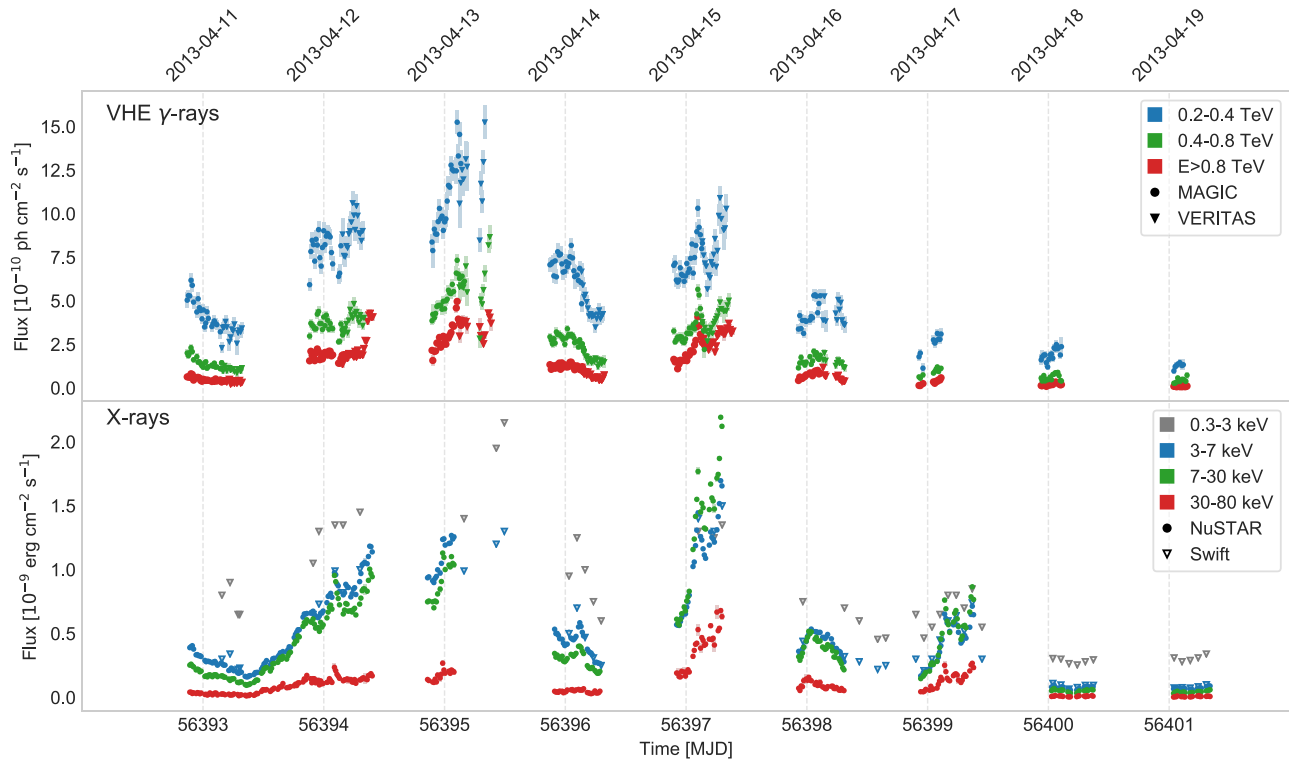 2013-04-11 2013-04-12 2013-04-13 2013-04-14 2013-04-15 2013-04-16 2013-04-17 2013-04-18 2013-04-19
VHE γ-rays
0.2-0.4 TeV
0.4-0.8 TeV
E>0.8 TeV
MAGIC
VERITAS
Flux [10⁻¹⁰ ph cm⁻² s⁻¹]
15.0
12.5
10.0
7.5
5.0
2.5
0.0
X-rays
0.3-3 keV
3-7 keV
7-30 keV
30-80 keV
NuSTAR
Swift
Flux [10⁻⁹ erg cm⁻² s⁻¹]
2.0
1.5
1.0
0.5
0.0
56393 56394 56395 56396 56397 56398 56399 56400 56401
Time [MJD]